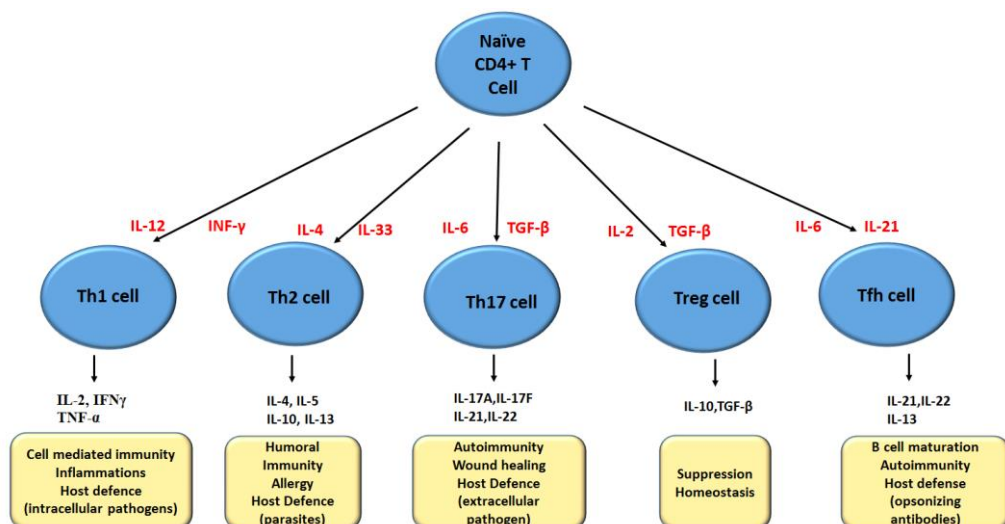 Naïve
CD4+ T
Cell
IL-12 INF-γ IL-4 IL-33 IL-6 TGF-β IL-2 TGF-β IL-6 IL-21
Th1 cell Th2 cell Th17 cell Treg cell Tfh cell
IL-2, IFNγ
TNF-α
IL-4, IL-5
IL-10, IL-13
IL-17A,IL-17F
IL-21,IL-22
IL-10,TGF-β
IL-21,IL-22
IL-13
Cell mediated immunity
Inflammations
Host defence
(intracellular pathogens)
Humoral
Immunity
Allergy
Host Defence
(parasites)
Autoimmunity
Wound healing
Host Defence
(extracellular
pathogen)
Suppression
Homeostasis
B cell maturation
Autoimmunity
Host defense
(opsonizing
antibodies)